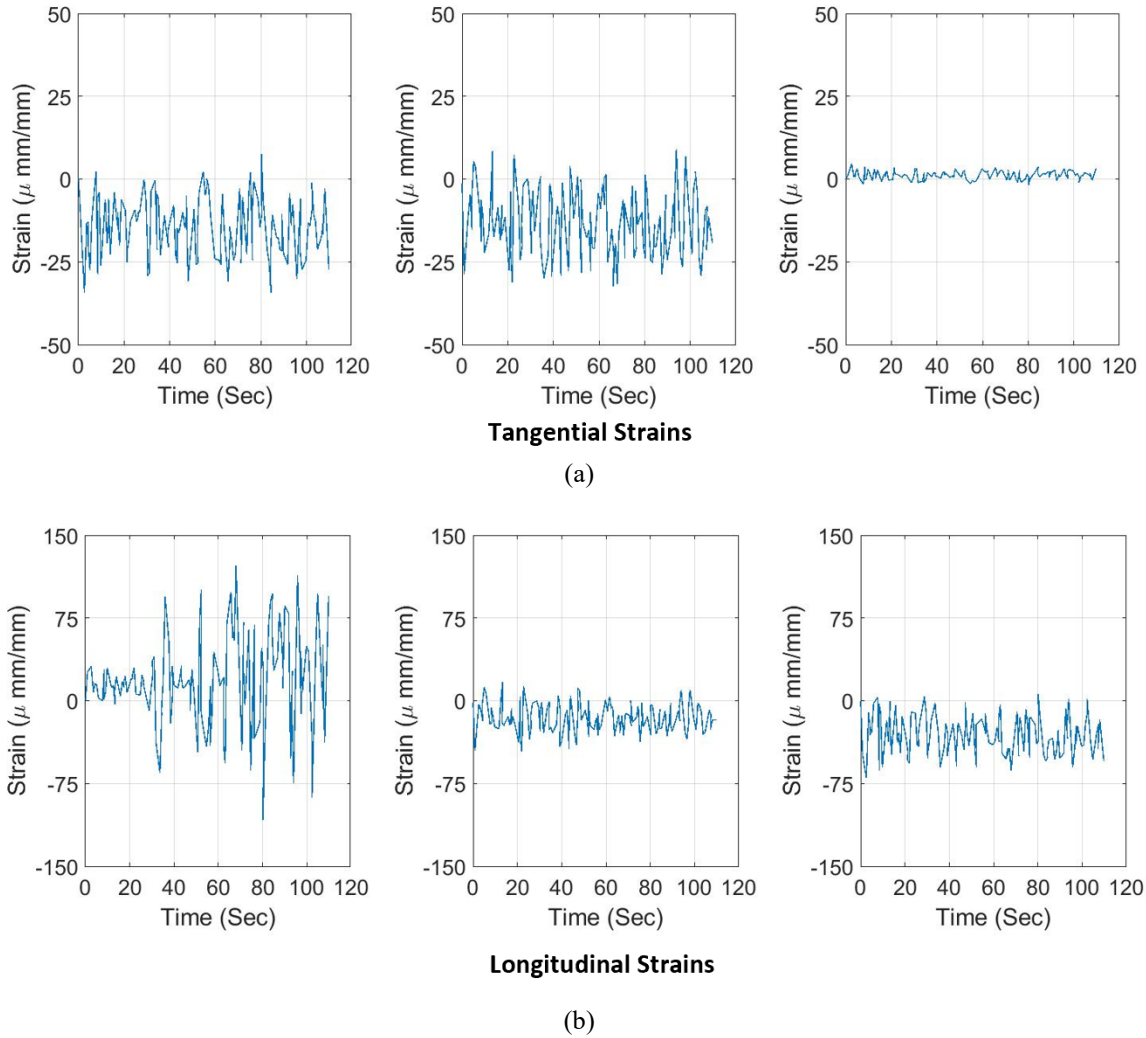 50
25
0
-25
-50
Strain (μ mm/mm)
0 20 40 60 80 100 120
Time (Sec)
50
25
0
-25
-50
Strain (μ mm/mm)
0 20 40 60 80 100 120
Time (Sec)
50
25
0
-25
-50
Strain (μ mm/mm)
0 20 40 60 80 100 120
Time (Sec)
Tangential Strains
(a)
150
75
0
-75
-150
Strain (μ mm/mm)
0 20 40 60 80 100 120
Time (Sec)
150
75
0
-75
-150
Strain (μ mm/mm)
0 20 40 60 80 100 120
Time (Sec)
150
75
0
-75
-150
Strain (μ mm/mm)
0 20 40 60 80 100 120
Time (Sec)
Longitudinal Strains
(b)